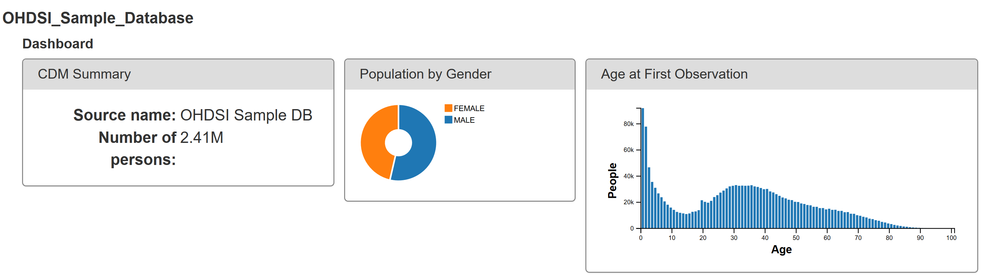 OHDSI_Sample_Database
Dashboard
CDM Summary
Source name: OHDSI Sample DB
Number of 2.41M
persons:
Population by Gender
FEMALE
MALE
Age at First Observation
80k
60k
40k
20k
0
People
0 10 20 30 40 50 60 70 80 90 100
Age